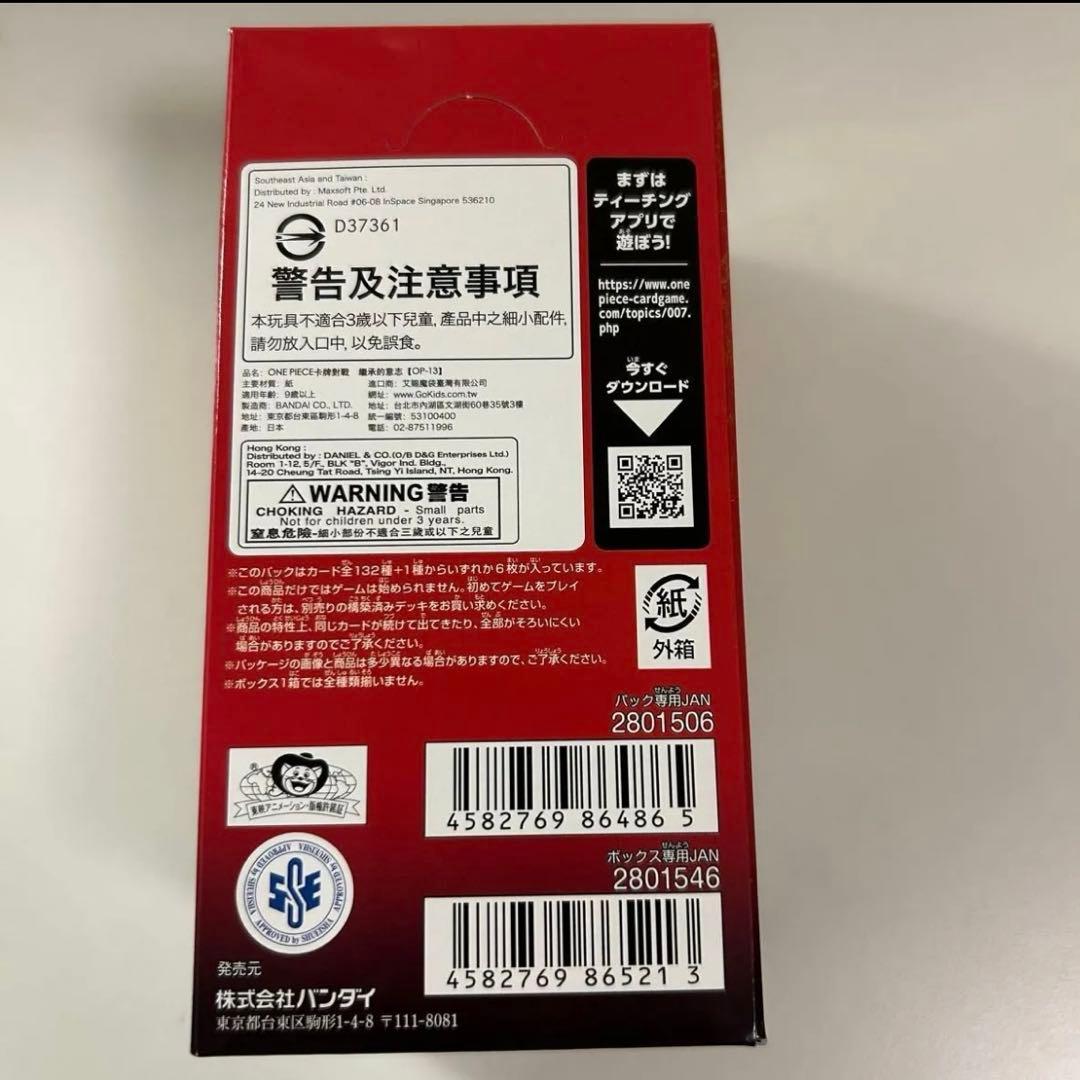 Southeast Asia and Taiwan :
Distributed by : Maxsoft Pte. Ltd.
24 New Industrial Road #06-08 InSpace Singapore 536210
D37361
警告及注意事項
本玩具不適合3歲以下兒童,產品中之細小配件,
請勿放入口中,以免誤食。
品名: ONE PIECE卡牌對戰 繼承的意志【OP-13】
主要材質: 紙
適用年齡: 9歲以上
製造商: BANDAI CO., LTD.
地址: 東京都台東區駒形1-4-8
產地: 日本
進口商: 艾賜魔袋臺灣有限公司
網址: www.GoKids.com.tw
地址: 台北市內湖區文湖街60巷35號3樓
統一編號: 53100400
電話: 02-87511996
Hong Kong :
Distributed by : DANIEL & CO.(O/B D&G Enterprises Ltd.)
Room 1-12, 5/F., BLK "B", Vigor Ind. Bldg.,
14-20 Cheung Tat Road, Tsing Yi Island, NT, Hong Kong.
WARNING 警告
CHOKING HAZARD - Small parts
Not for children under 3 years.
窒息危險-細小部份不適合三歲或以下之兒童
まずは
ティーチング
アプリで
遊ぼう!
https://www.one
piece-cardgame.
com/topics/007.
php
今すぐ
ダウンロード
※このパックはカード全132種+1種からいずれか6枚が入っています。
※この商品だけではゲームは始められません。初めてゲームをプレイ
される方は、別売りの構築済みデッキをお買い求めください。
※商品の特性上、同じカードが続けて出てきたり、全部がそろいにくい
場合がありますのでご了承ください。
※パッケージの画像と商品は多少異なる場合がありますので、ご了承ください。
※ボックス1箱では全種類揃いません。
紙
外箱
パック専用JAN
2801506
4582769 86486 5
ボックス専用JAN
2801546
4582769 86521 3
®
東映アニメーション・版権許諾証
APPROVED by SHUEISHA
発売元
株式会社バンダイ
東京都台東区駒形1-4-8 〒111-8081